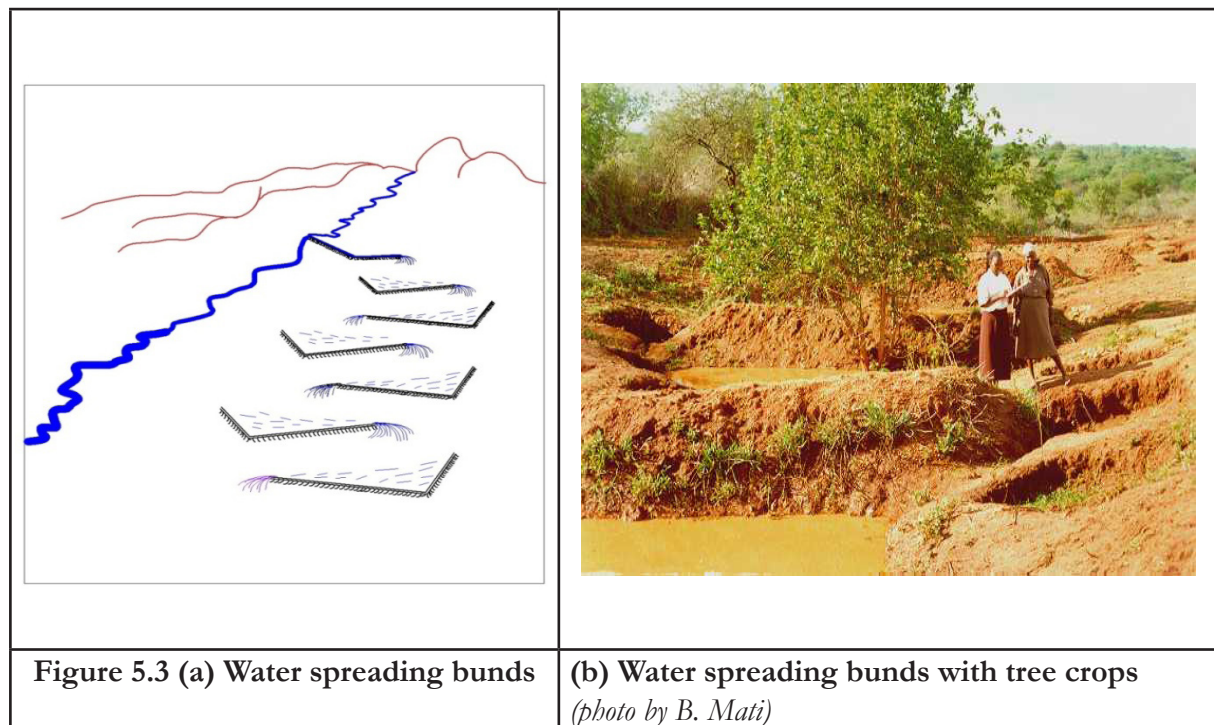 Figure 5.3 (a) Water spreading bunds
(b) Water spreading bunds with tree crops
(photo by B. Mati)